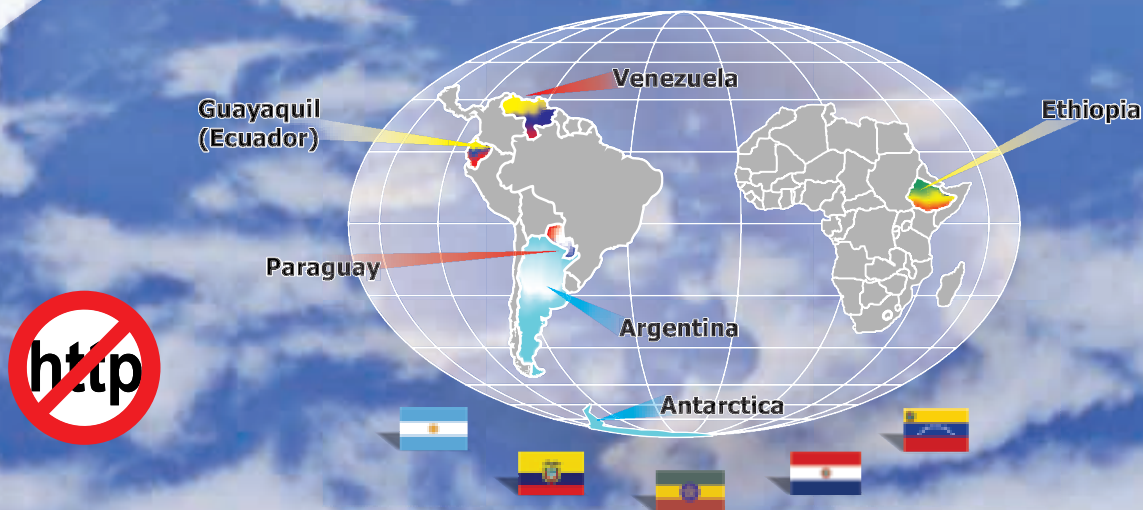 Venezuela
Guayaquil
(Ecuador)
Ethiopia
Paraguay
Argentina
http
Antarctica